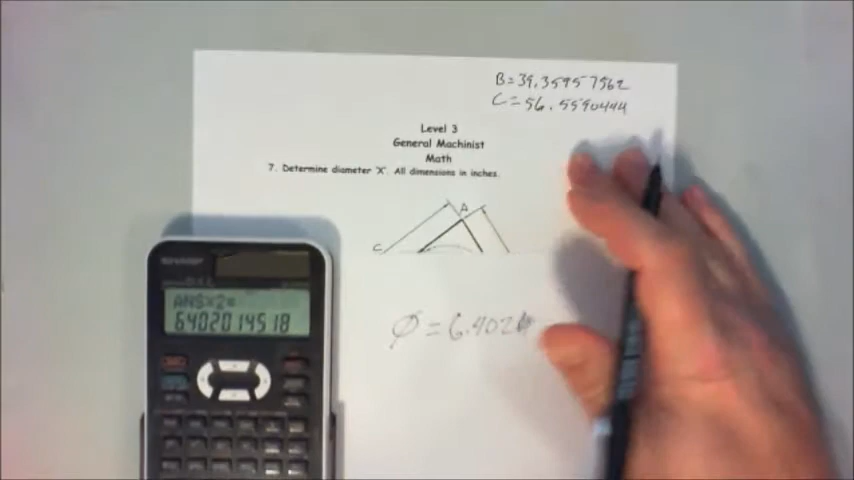 B=39.35957562
C=56.5590444
Level 3
General Machinist
Math
7. Determine diameter 'X'. All dimensions in inches.
A
C
SHARP
ANS×2=
6.402014518
Ø = 6.402